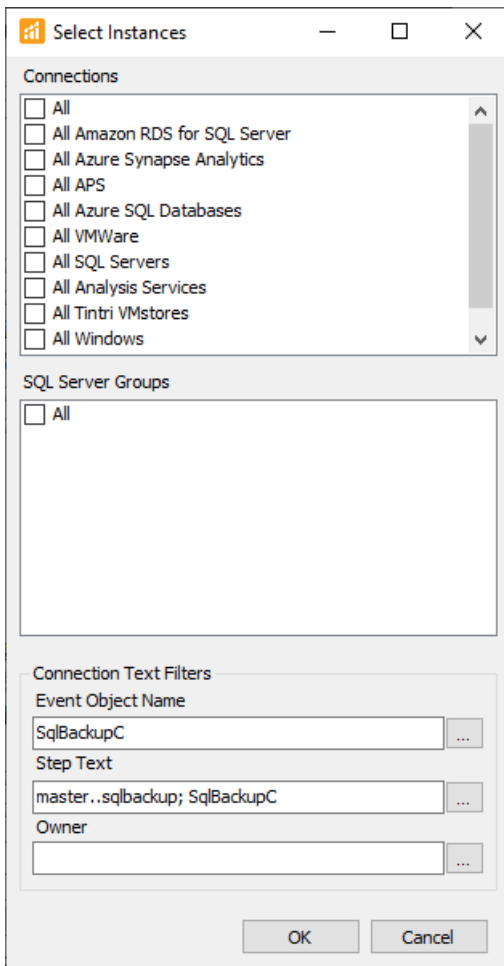 Select Instances
Connections
All
All Amazon RDS for SQL Server
All Azure Synapse Analytics
All APS
All Azure SQL Databases
All VMWare
All SQL Servers
All Analysis Services
All Tintri VMstores
All Windows
SQL Server Groups
All
Connection Text Filters
Event Object Name
SqlBackupC
...
Step Text
master..sqlbackup; SqlBackupC
...
Owner
...
OK Cancel